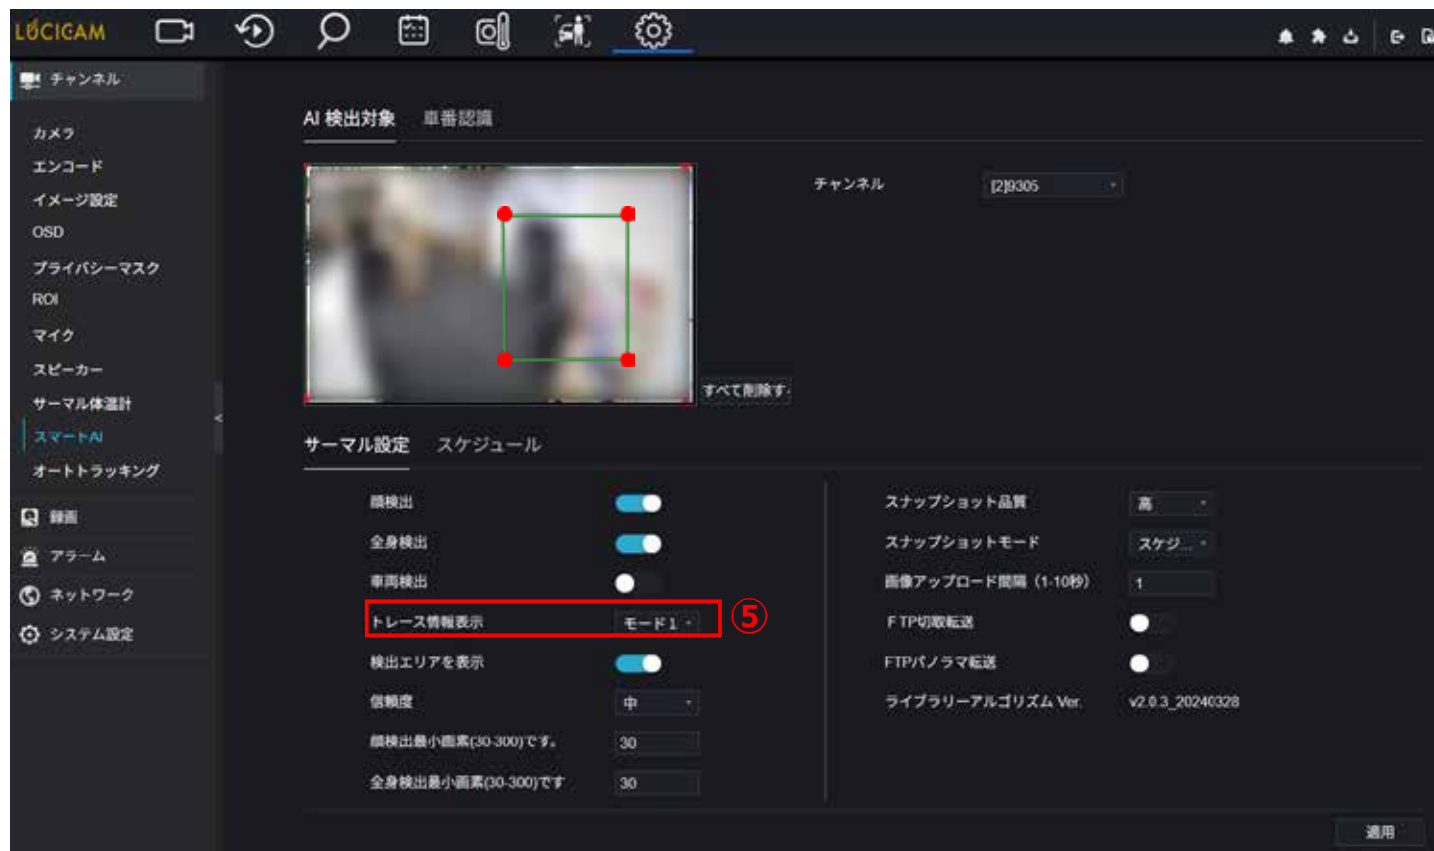 LÚCICAM
チャンネル
カメラ
エンコード
イメージ設定
OSD
プライバシーマスク
ROI
マイク
スピーカー
サーマル体温計
スマートAI
オートトラッキング
録画
アラーム
ネットワーク
システム設定
<
AI 検出対象 車番認識
チャンネル [2]9305
すべて削除す
サーマル設定 スケジュール
顔検出
全身検出
車両検出
トレース情報表示 モード1 ⑤
検出エリアを表示
信頼度 中
顔検出最小画素(30-300)です。 30
全身検出最小画素(30-300)です 30
スナップショット品質 高
スナップショットモード スケジ...
画像アップロード間隔（1-10秒） 1
FTP切取転送
FTPパノラマ転送
ライブラリーアルゴリズム Ver. v2.0.3_20240328
適用